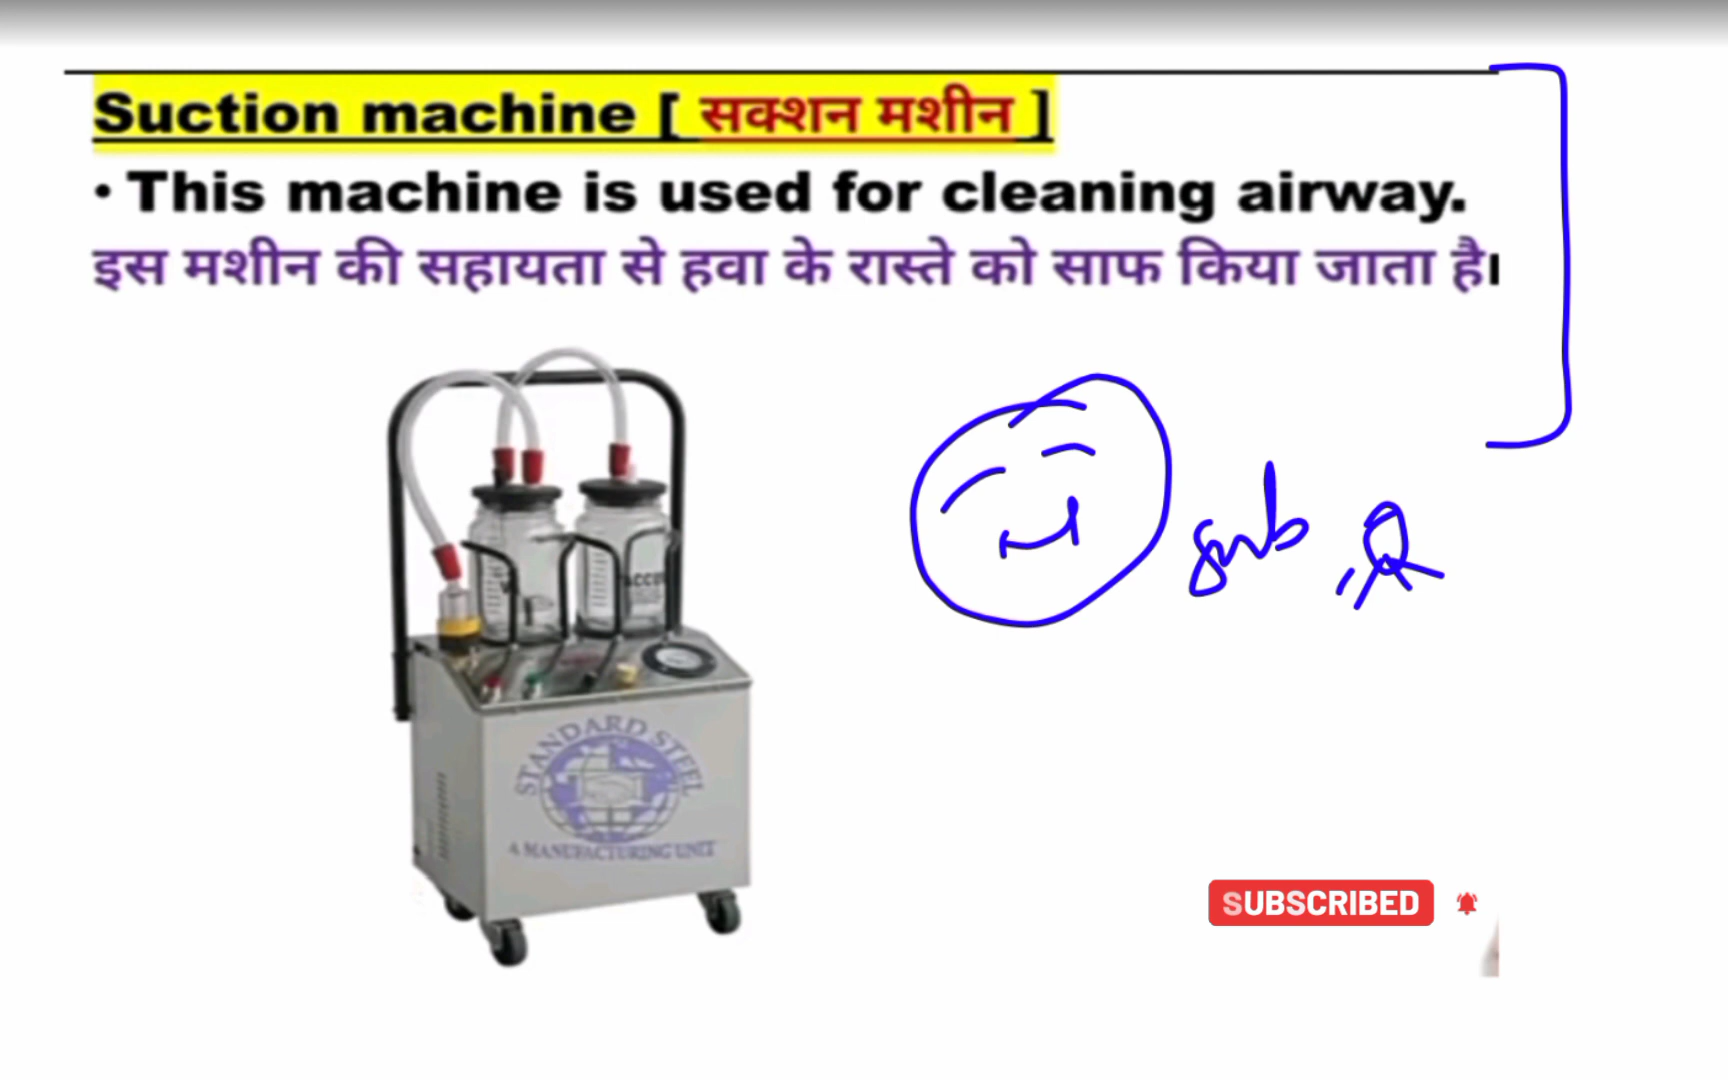 Suction machine [ सक्शन मशीन ]
• This machine is used for cleaning airway.
इस मशीन की सहायता से हवा के रास्ते को साफ किया जाता है।
STANDARD STEEL
A MANUFACTURING UNIT
sub
SUBSCRIBED